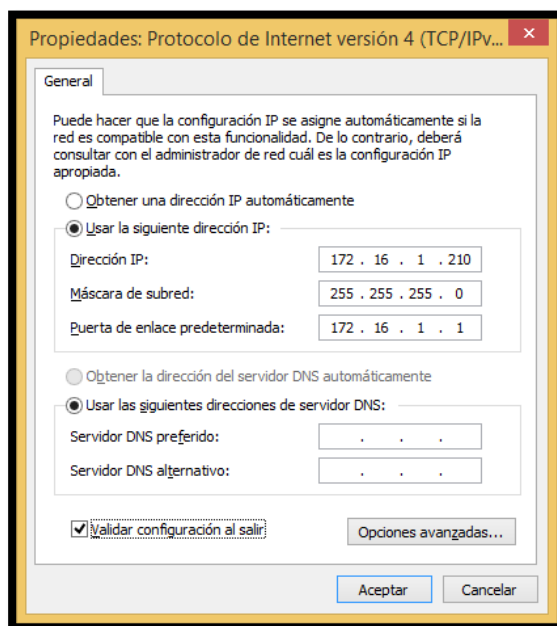 Propiedades: Protocolo de Internet versión 4 (TCP/IPv...
General
Puede hacer que la configuración IP se asigne automáticamente si la
red es compatible con esta funcionalidad. De lo contrario, deberá
consultar con el administrador de red cuál es la configuración IP
apropiada.
Obtener una dirección IP automáticamente
Usar la siguiente dirección IP:
Dirección IP: 172 . 16 . 1 . 210
Máscara de subred: 255 . 255 . 255 . 0
Puerta de enlace predeterminada: 172 . 16 . 1 . 1
Obtener la dirección del servidor DNS automáticamente
Usar las siguientes direcciones de servidor DNS:
Servidor DNS preferido: . . .
Servidor DNS alternativo: . . .
Validar configuración al salir
Opciones avanzadas...
Aceptar Cancelar